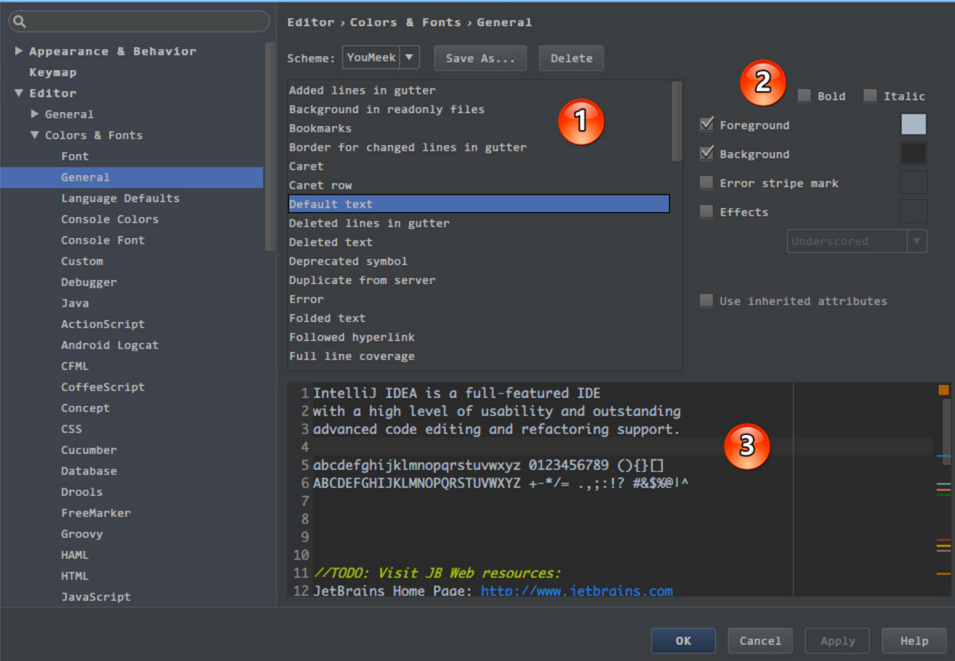 Appearance & Behavior
Keymap
Editor
General
Colors & Fonts
Font
General
Language Defaults
Console Colors
Console Font
Custom
Debugger
Java
ActionScript
Android Logcat
CFML
CoffeeScript
Concept
CSS
Cucumber
Database
Drools
FreeMarker
Groovy
HAML
HTML
JavaScript
Editor › Colors & Fonts › General
Scheme: YouMeek Save As... Delete
Added lines in gutter
Background in readonly files
Bookmarks
Border for changed lines in gutter
Caret
Caret row
Default text
Deleted lines in gutter
Deleted text
Deprecated symbol
Duplicate from server
Error
Folded text
Followed hyperlink
Full line coverage
1
2
Bold Italic
Foreground
Background
Error stripe mark
Effects
Underscored
Use inherited attributes
1 IntelliJ IDEA is a full-featured IDE
2 with a high level of usability and outstanding
3 advanced code editing and refactoring support.
4
5 abcdefghijklmnopqrstuvwxyz 0123456789 (){}[]
6 ABCDEFGHIJKLMNOPQRSTUVWXYZ +-*/= .,;:!? #&$%@|^
7
8
9
10
11 //TODO: Visit JB Web resources:
12 JetBrains Home Page: http://www.jetbrains.com
3
OK Cancel Apply Help